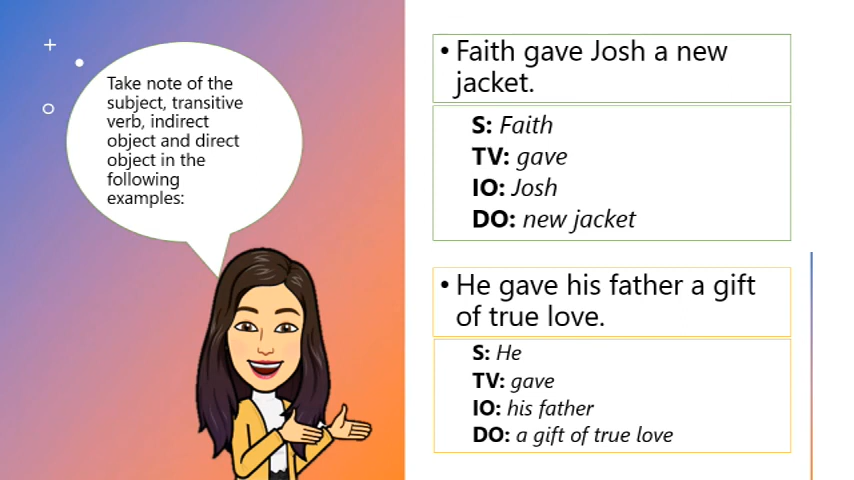 Take note of the
subject, transitive
verb, indirect
object and direct
object in the
following
examples:
• Faith gave Josh a new
jacket.
S: Faith
TV: gave
IO: Josh
DO: new jacket
• He gave his father a gift
of true love.
S: He
TV: gave
IO: his father
DO: a gift of true love